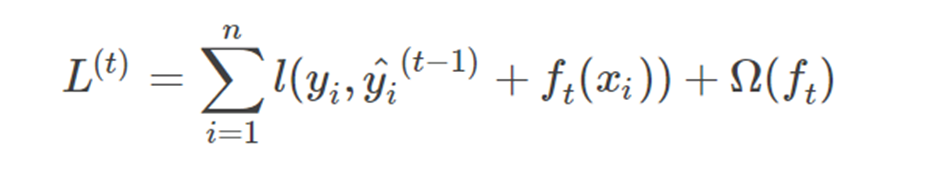 L^{(t)} = \sum_{i=1}^{n} l(y_i, \hat{y}_i^{(t-1)} + f_t(x_i)) + \Omega(f_t)